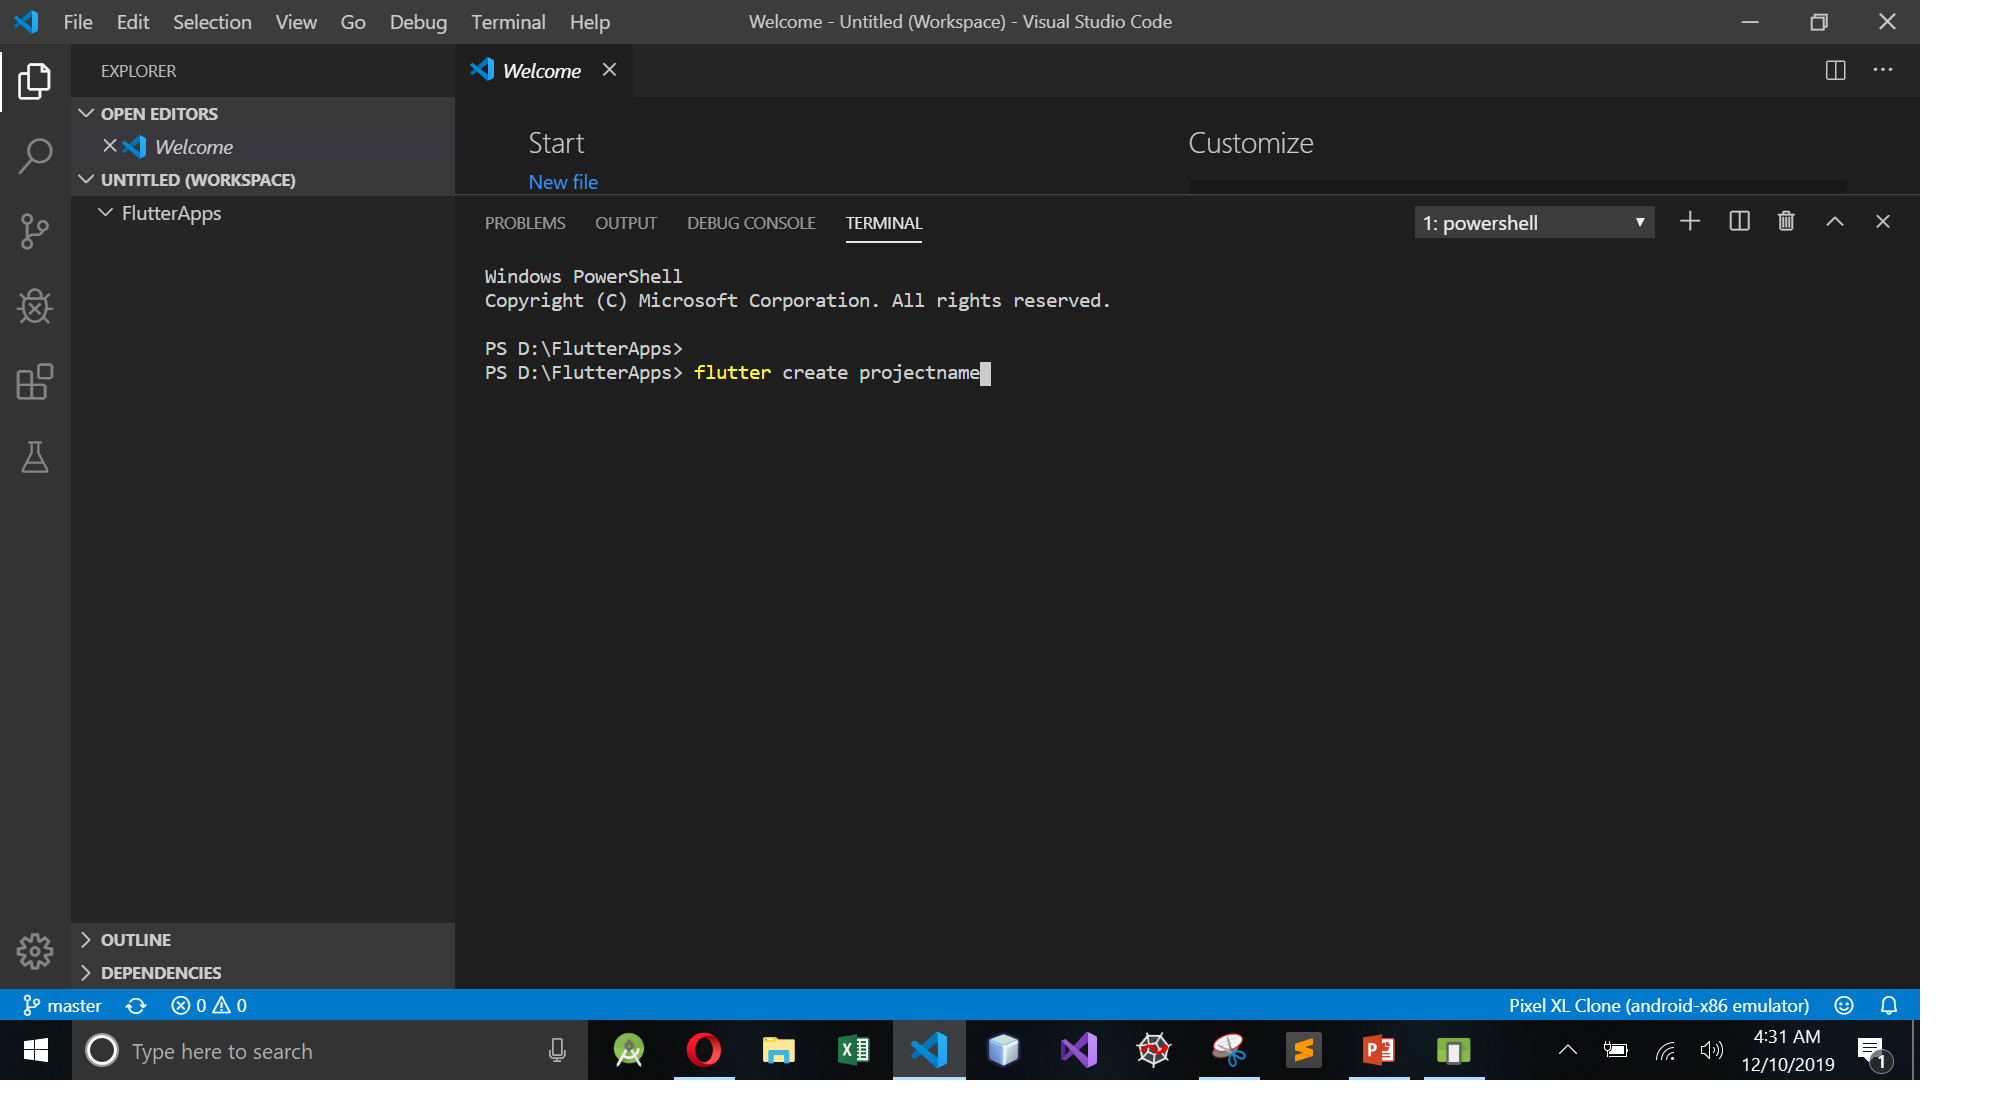 File Edit Selection View Go Debug Terminal Help
Welcome - Untitled (Workspace) - Visual Studio Code
EXPLORER
OPEN EDITORS
Welcome
UNTITLED (WORKSPACE)
FlutterApps
OUTLINE
DEPENDENCIES
Welcome
Start
New file
Customize
PROBLEMS OUTPUT DEBUG CONSOLE TERMINAL
1: powershell
Windows PowerShell
Copyright (C) Microsoft Corporation. All rights reserved.
PS D:\FlutterApps>
PS D:\FlutterApps> flutter create projectname
master 0 0
Pixel XL Clone (android-x86 emulator)
Type here to search
4:31 AM
12/10/2019
1